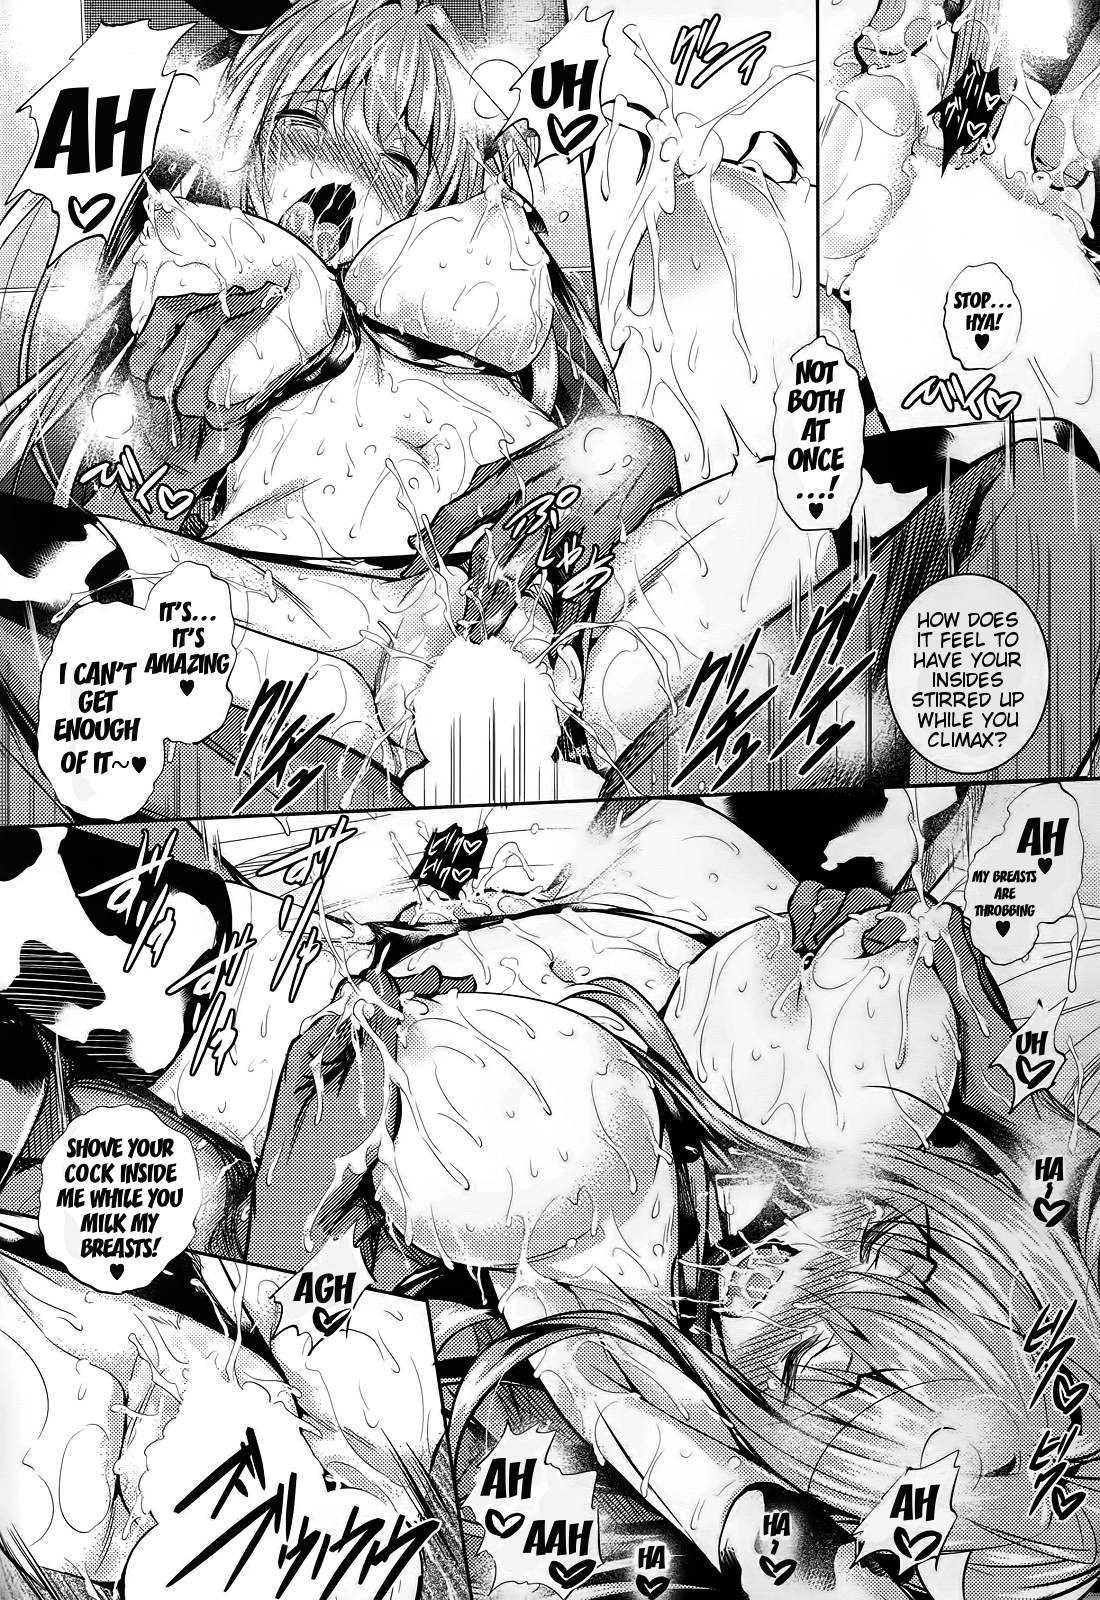 STOP...
HYA!
♥
UH
♡
NOT
BOTH
AT
ONCE
...!
♥
AH
♡
HOW DOES
IT FEEL TO
HAVE YOUR
INSIDES
STIRRED UP
WHILE YOU
CLIMAX?
IT'S...
IT'S
AMAZING
♥
I CAN'T
GET
ENOUGH
OF IT~♥
AH
♥
MY BREASTS
ARE
THROBBING
♥
UH
♡
HA
♡
SHOVE YOUR
COCK INSIDE
ME WHILE YOU
MILK MY
BREASTS!
♥
AGH
♡
AH
♡
AAH
♡
HA
♡
HA
♡
AH
♡